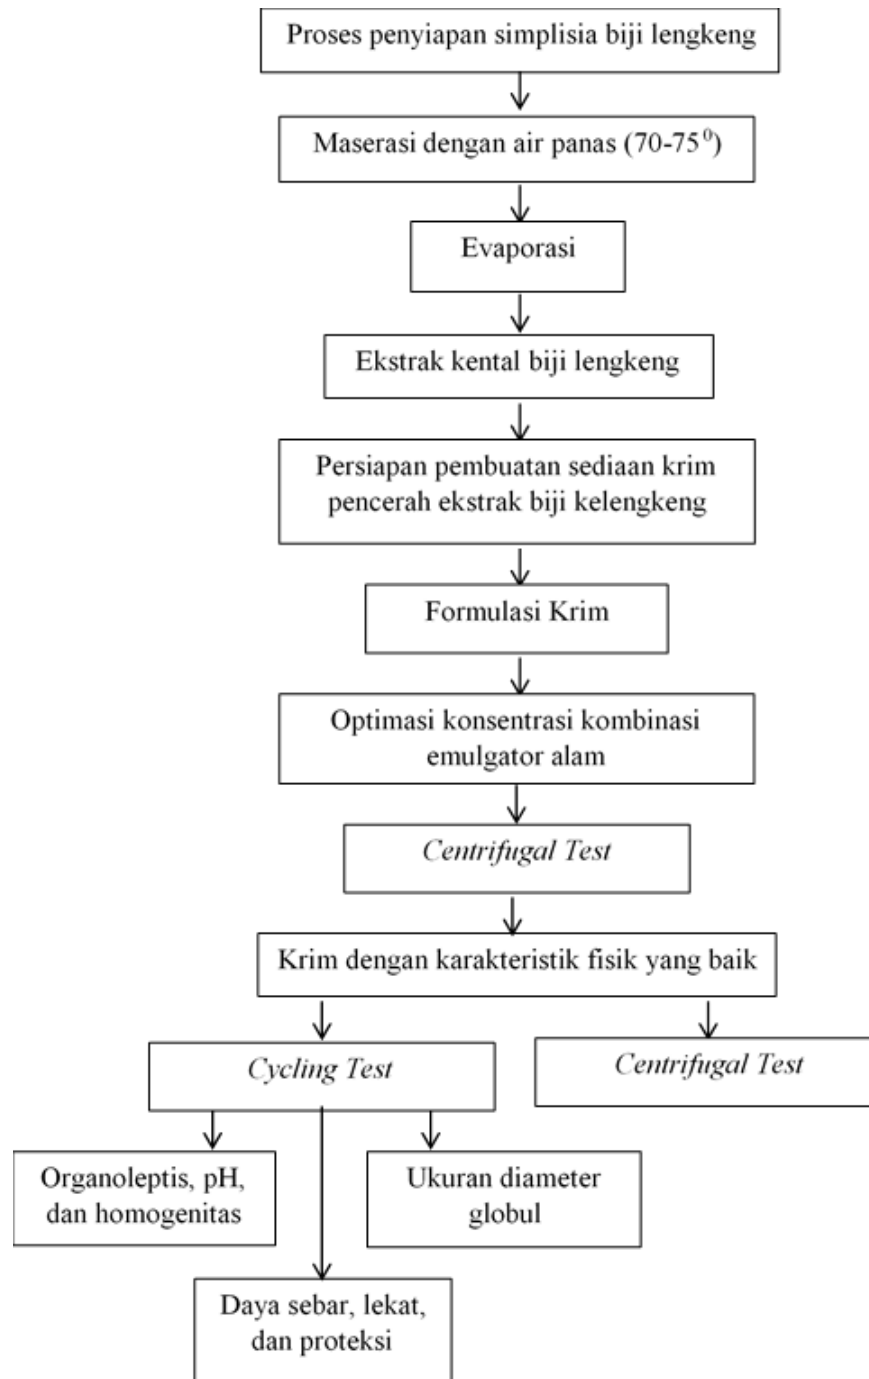 Proses penyiapan simplisia biji lengkeng
Maserasi dengan air panas (70-75⁰)
Evaporasi
Ekstrak kental biji lengkeng
Persiapan pembuatan sediaan krim
pencerah ekstrak biji kelengkeng
Formulasi Krim
Optimasi konsentrasi kombinasi
emulgator alam
Centrifugal Test
Krim dengan karakteristik fisik yang baik
Cycling Test
Centrifugal Test
Organoleptis, pH,
dan homogenitas
Ukuran diameter
globul
Daya sebar, lekat,
dan proteksi